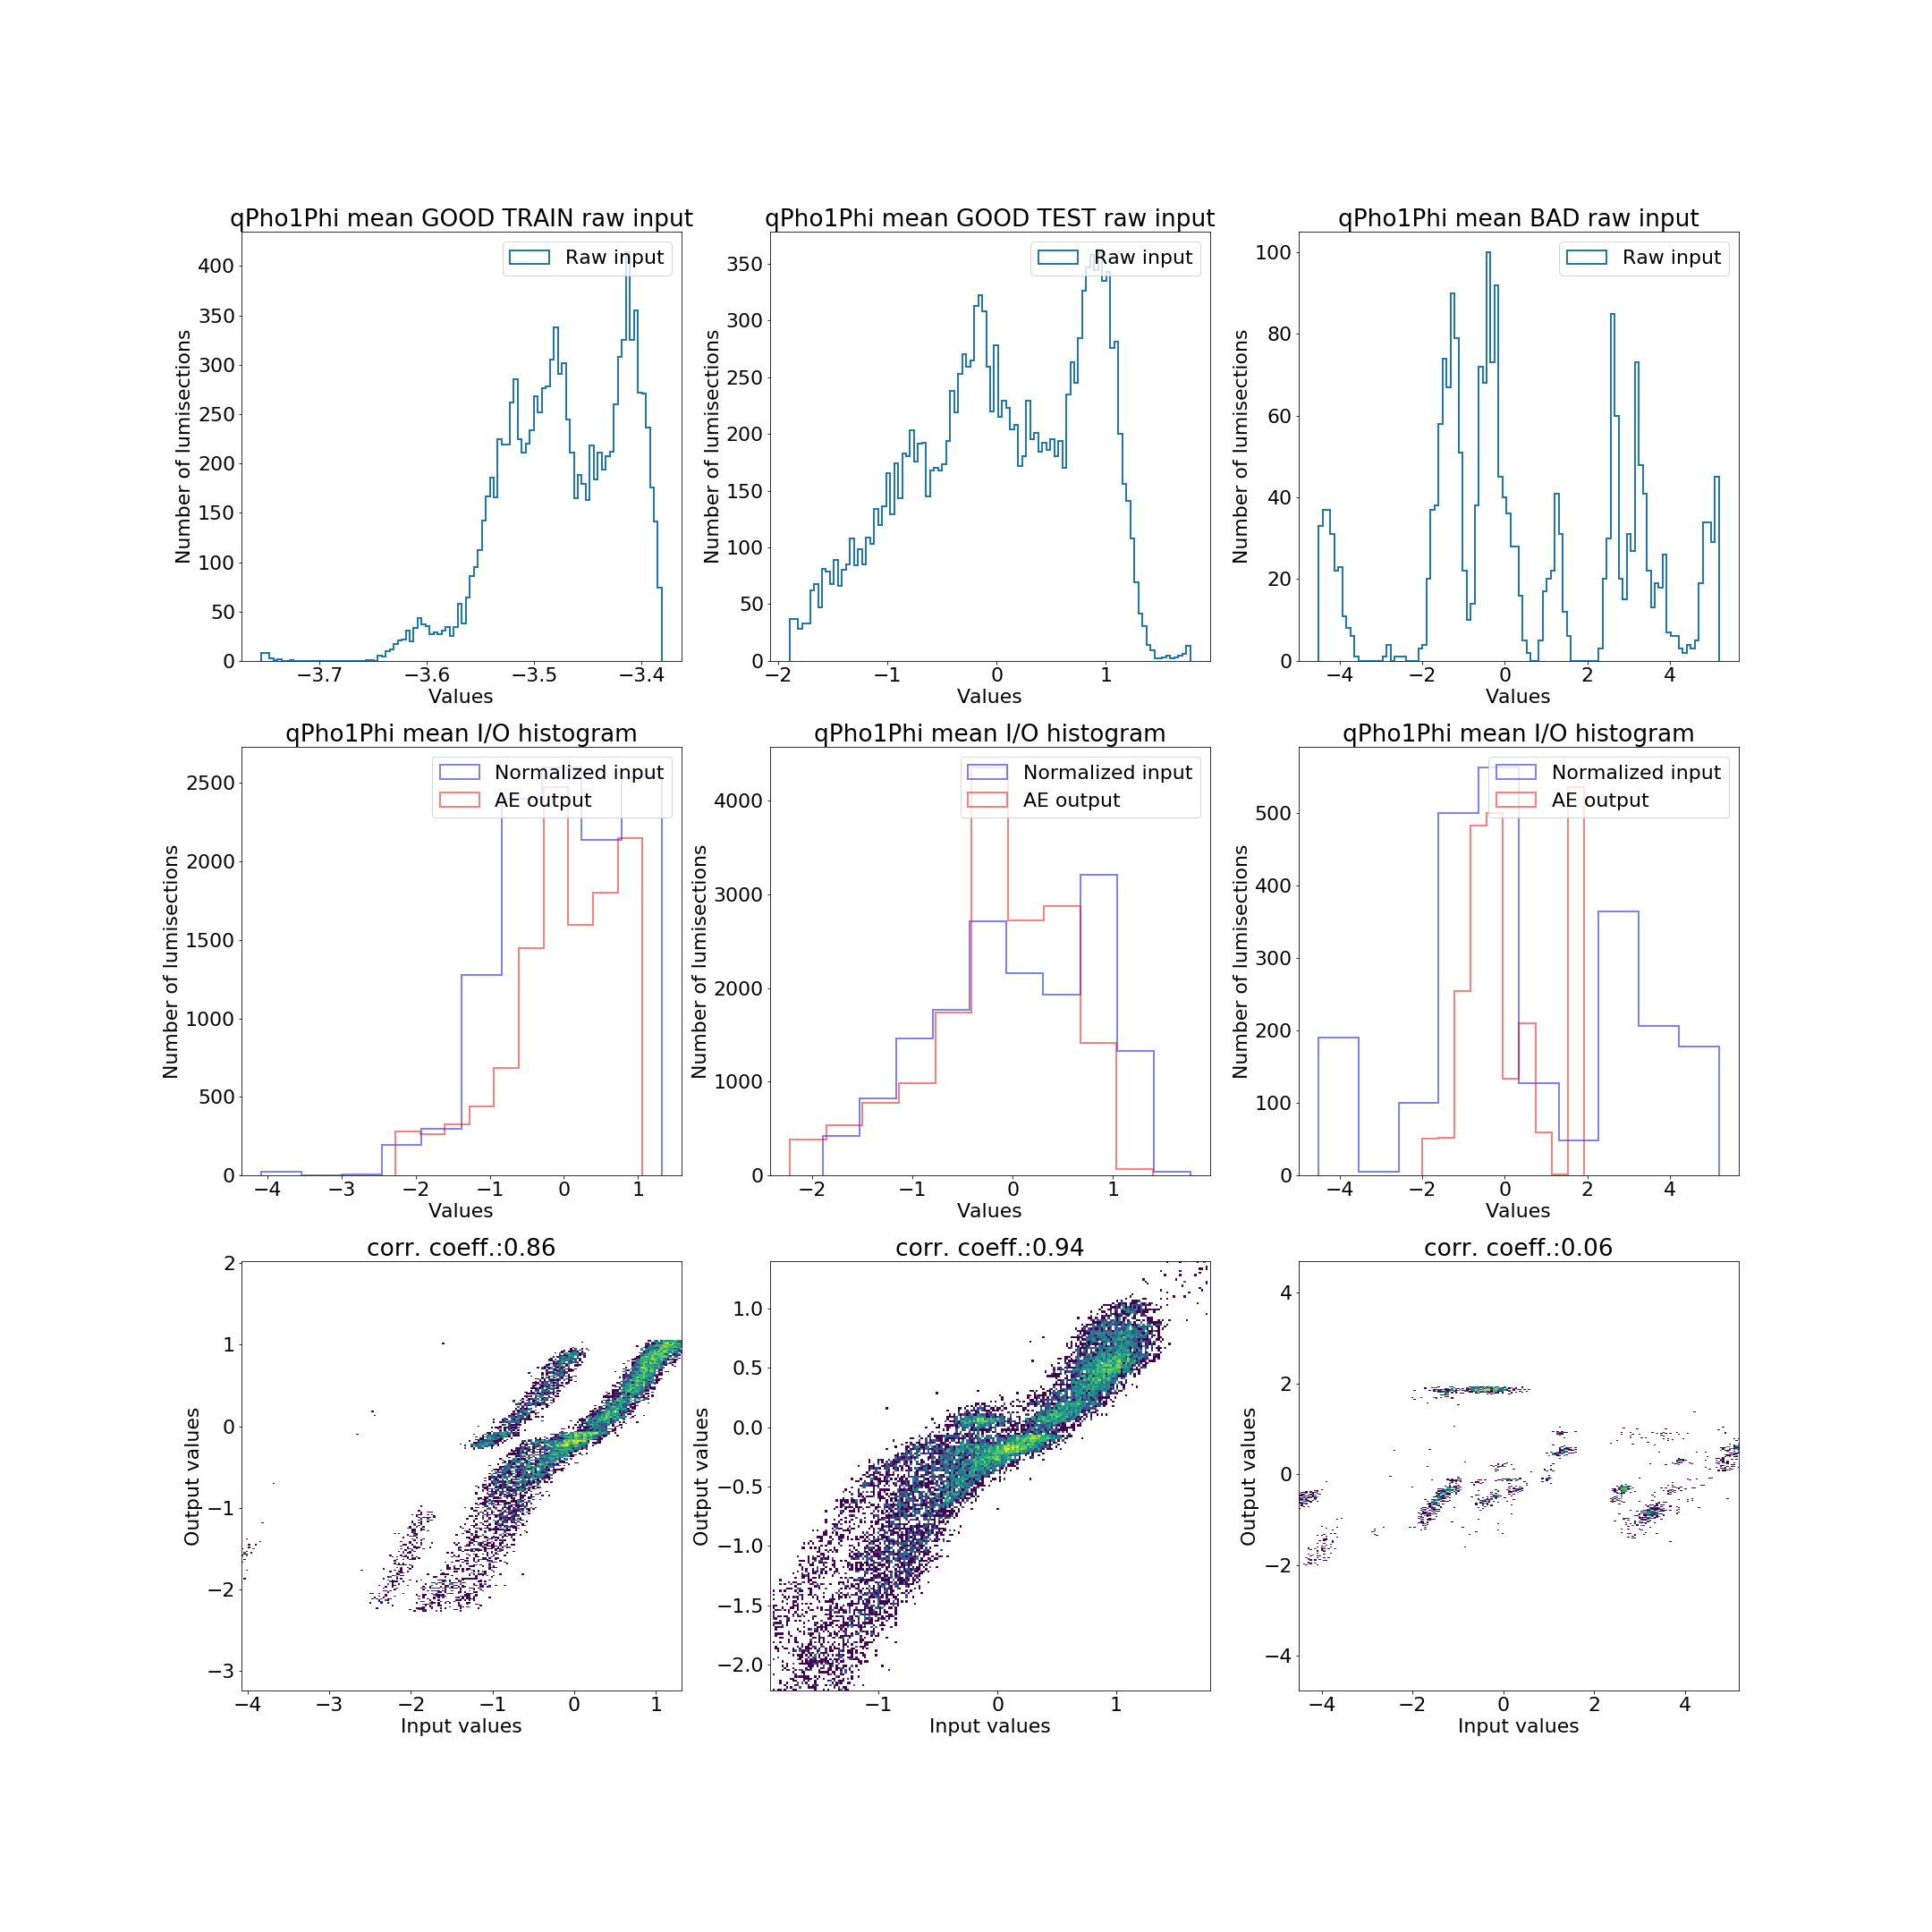 qPho1Phi mean GOOD TRAIN raw input
Raw input
400
350
300
250
200
150
100
50
0
Number of lumisections
−3.7
−3.6
−3.5
−3.4
Values
qPho1Phi mean GOOD TEST raw input
Raw input
350
300
250
200
150
100
50
0
Number of lumisections
−2
−1
0
1
Values
qPho1Phi mean BAD raw input
Raw input
100
80
60
40
20
0
Number of lumisections
−4
−2
0
2
4
Values
qPho1Phi mean I/O histogram
Normalized input
AE output
2500
2000
1500
1000
500
0
Number of lumisections
−4
−3
−2
−1
0
1
Values
qPho1Phi mean I/O histogram
Normalized input
AE output
4000
3000
2000
1000
0
Number of lumisections
−2
−1
0
1
Values
qPho1Phi mean I/O histogram
Normalized input
AE output
500
400
300
200
100
0
Number of lumisections
−4
−2
0
2
4
Values
corr. coeff.:0.86
2
1
0
−1
−2
−3
Output values
−4
−3
−2
−1
0
1
Input values
corr. coeff.:0.94
1.0
0.5
0.0
−0.5
−1.0
−1.5
−2.0
Output values
−1
0
1
Input values
corr. coeff.:0.06
4
2
0
−2
−4
Output values
−4
−2
0
2
4
Input values